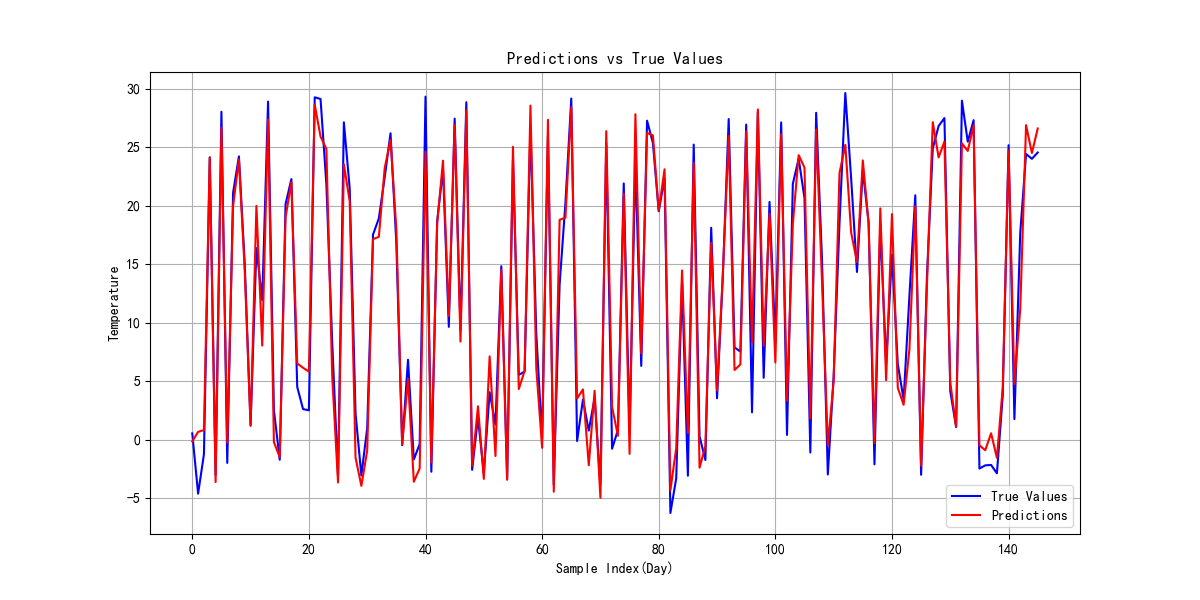 Predictions vs True Values
Temperature
30
25
20
15
10
5
0
−5
0 20 40 60 80 100 120 140
Sample Index(Day)
True Values
Predictions